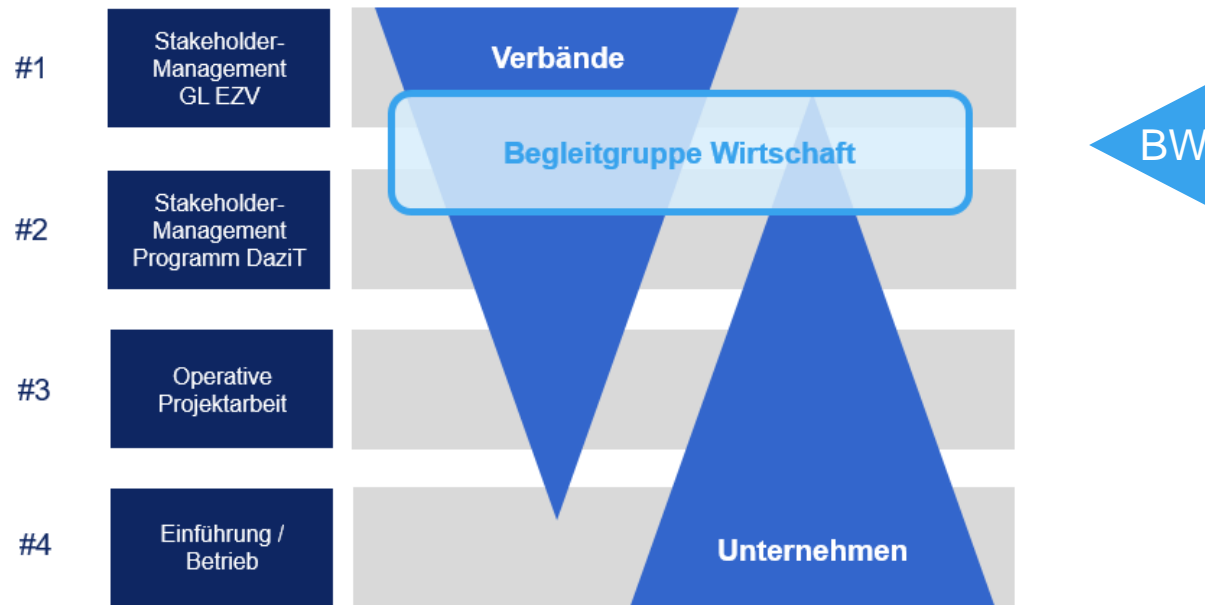 #1
Stakeholder-
Management
GL EZV
Verbände
Begleitgruppe Wirtschaft
BW
#2
Stakeholder-
Management
Programm DaziT
#3
Operative
Projektarbeit
#4
Einführung /
Betrieb
Unternehmen